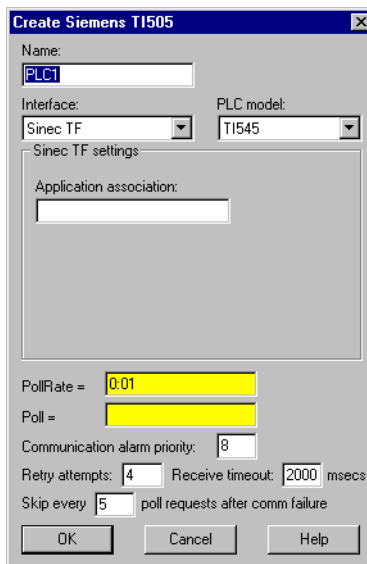 Create Siemens TI505
Name:
PLC1
Interface: PLC model:
Sinec TF TI545
Sinec TF settings
Application association:
PollRate = 0:01
Poll =
Communication alarm priority: 8
Retry attempts: 4 Receive timeout: 2000 msecs
Skip every 5 poll requests after comm failure
OK Cancel Help